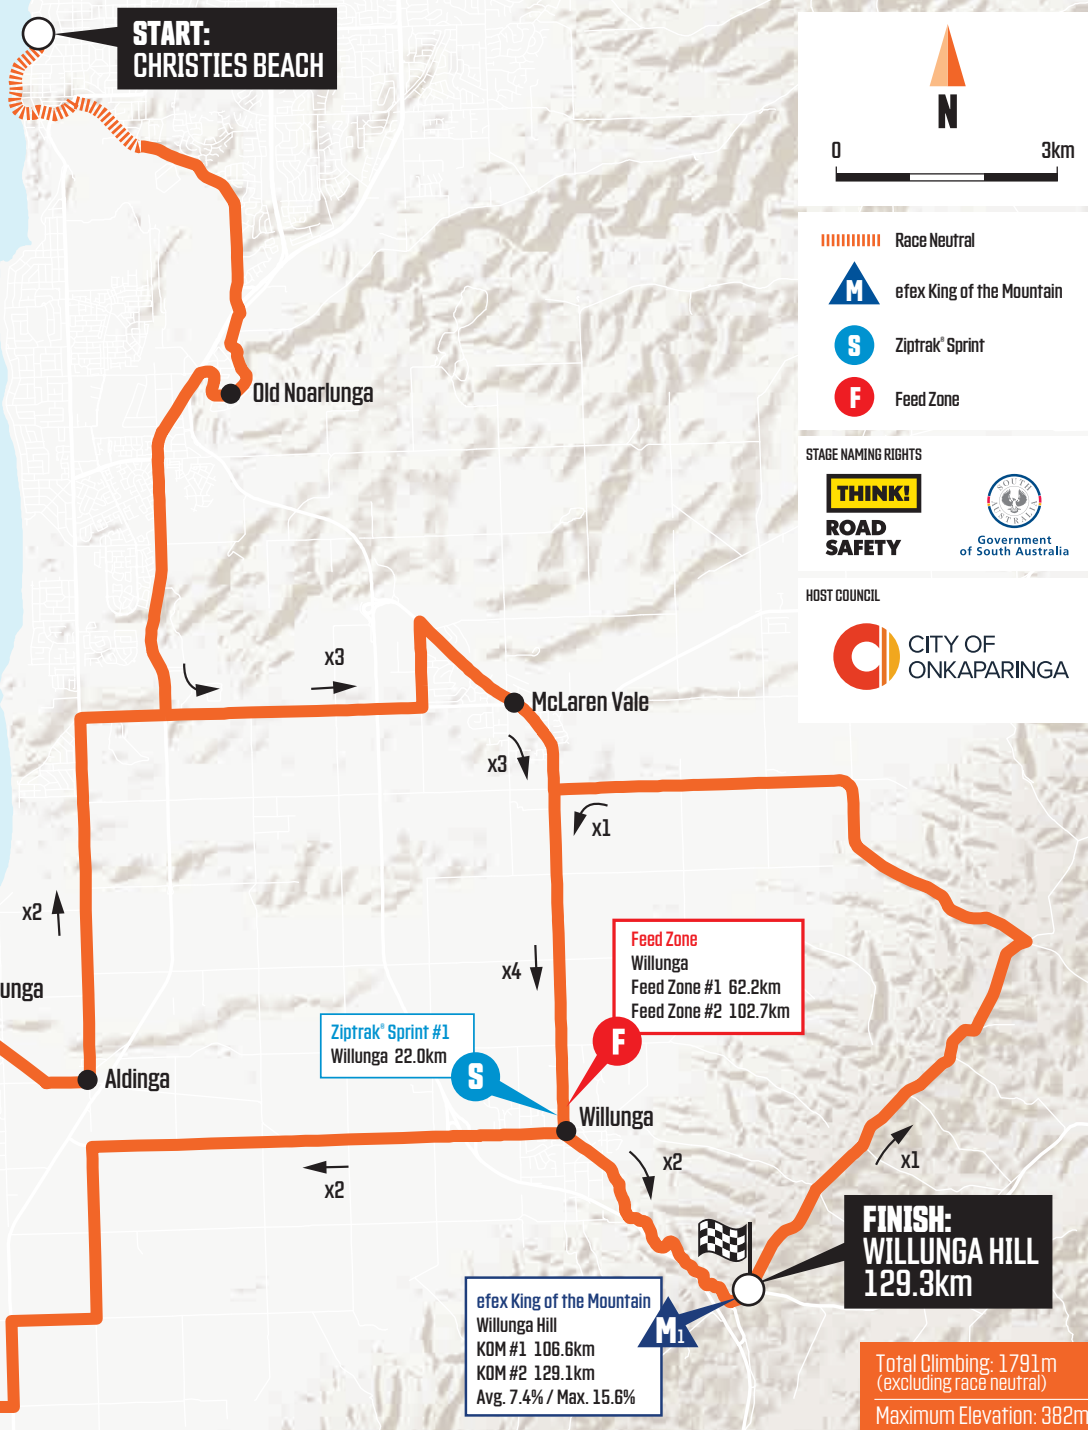 START:
CHRISTIES BEACH
N
0 3km
Race Neutral
M efex King of the Mountain
S Ziptrak® Sprint
F Feed Zone
STAGE NAMING RIGHTS
THINK!
ROAD
SAFETY
SOUTH
AUSTRALIA
Government
of South Australia
HOST COUNCIL
CITY OF
ONKAPARINGA
Old Noarlunga
x3
McLaren Vale
x3
x1
x2
x4
unga
Feed Zone
Willunga
Feed Zone #1 62.2km
Feed Zone #2 102.7km
F
Ziptrak® Sprint #1
Willunga 22.0km
S
Aldinga
Willunga
x2
x1
x2
FINISH:
WILLUNGA HILL
129.3km
efex King of the Mountain
Willunga Hill
KOM #1 106.6km
KOM #2 129.1km
Avg. 7.4% / Max. 15.6%
M1
Total Climbing: 1791m
(excluding race neutral)
Maximum Elevation: 382m